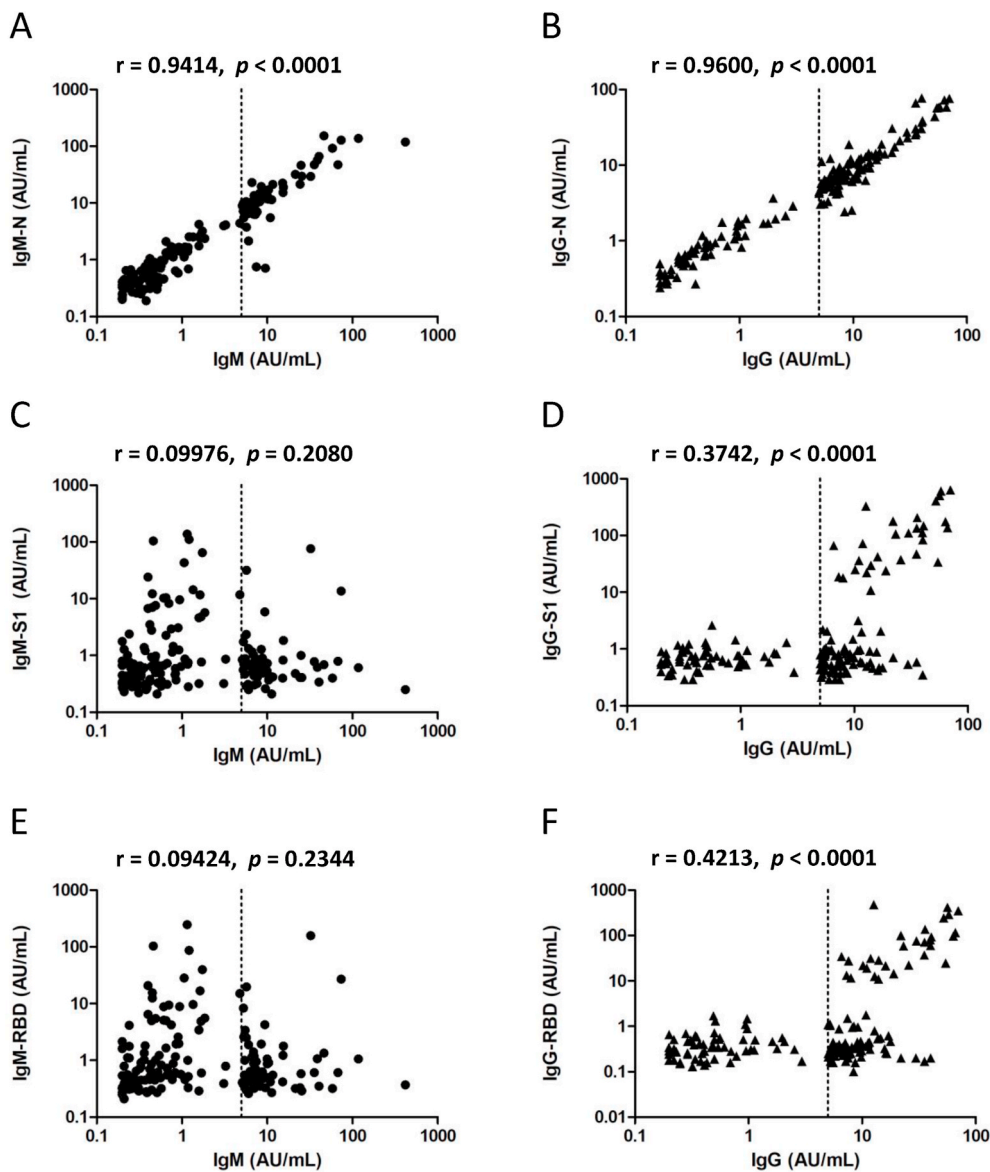 A
r = 0.9414, p < 0.0001
IgM-N (AU/mL)
1000
100
10
1
0.1
0.1 1 10 100 1000
IgM (AU/mL)
B
r = 0.9600, p < 0.0001
IgG-N (AU/mL)
100
10
1
0.1
0.1 1 10 100
IgG (AU/mL)
C
r = 0.09976, p = 0.2080
IgM-S1 (AU/mL)
1000
100
10
1
0.1
0.1 1 10 100 1000
IgM (AU/mL)
D
r = 0.3742, p < 0.0001
IgG-S1 (AU/mL)
1000
100
10
1
0.1
0.1 1 10 100
IgG (AU/mL)
E
r = 0.09424, p = 0.2344
IgM-RBD (AU/mL)
1000
100
10
1
0.1
0.1 1 10 100 1000
IgM (AU/mL)
F
r = 0.4213, p < 0.0001
IgG-RBD (AU/mL)
1000
100
10
1
0.1
0.01
0.1 1 10 100
IgG (AU/mL)